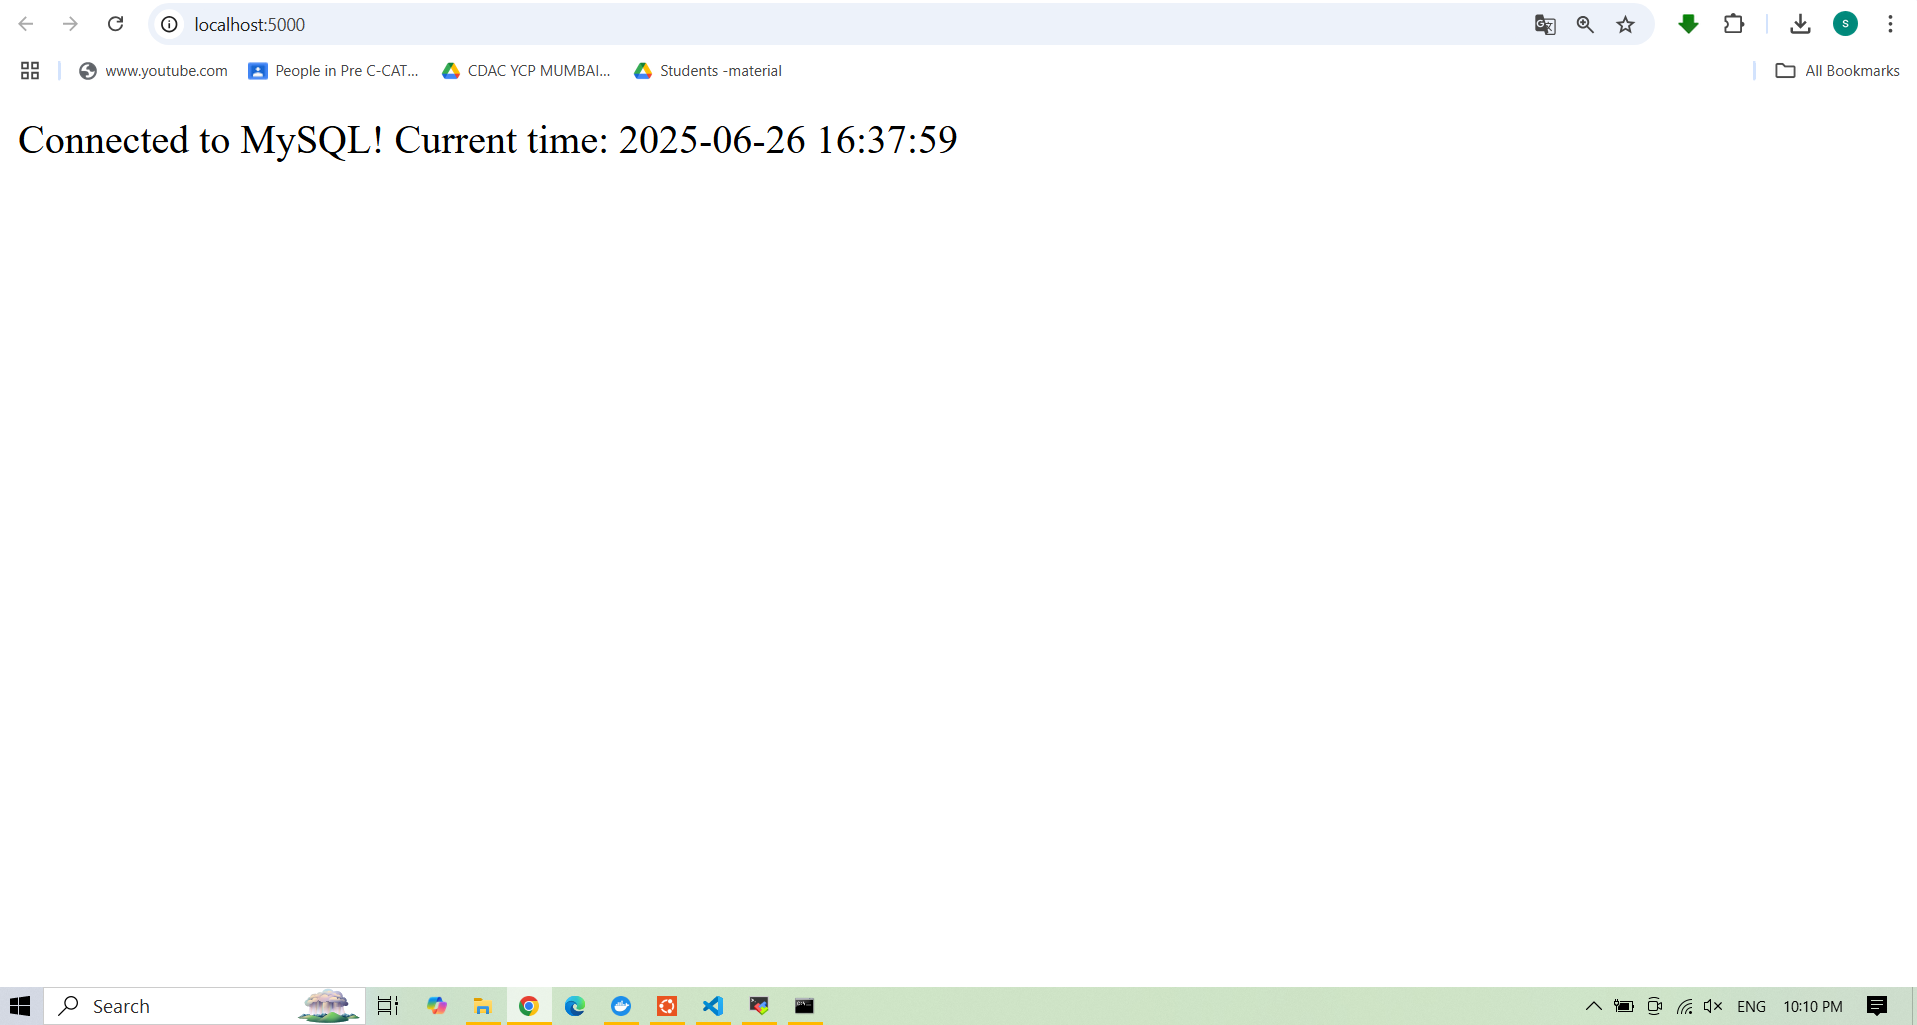 localhost:5000
www.youtube.com
People in Pre C-CAT...
CDAC YCP MUMBAI...
Students -material
All Bookmarks
Connected to MySQL! Current time: 2025-06-26 16:37:59
Search
ENG
10:10 PM